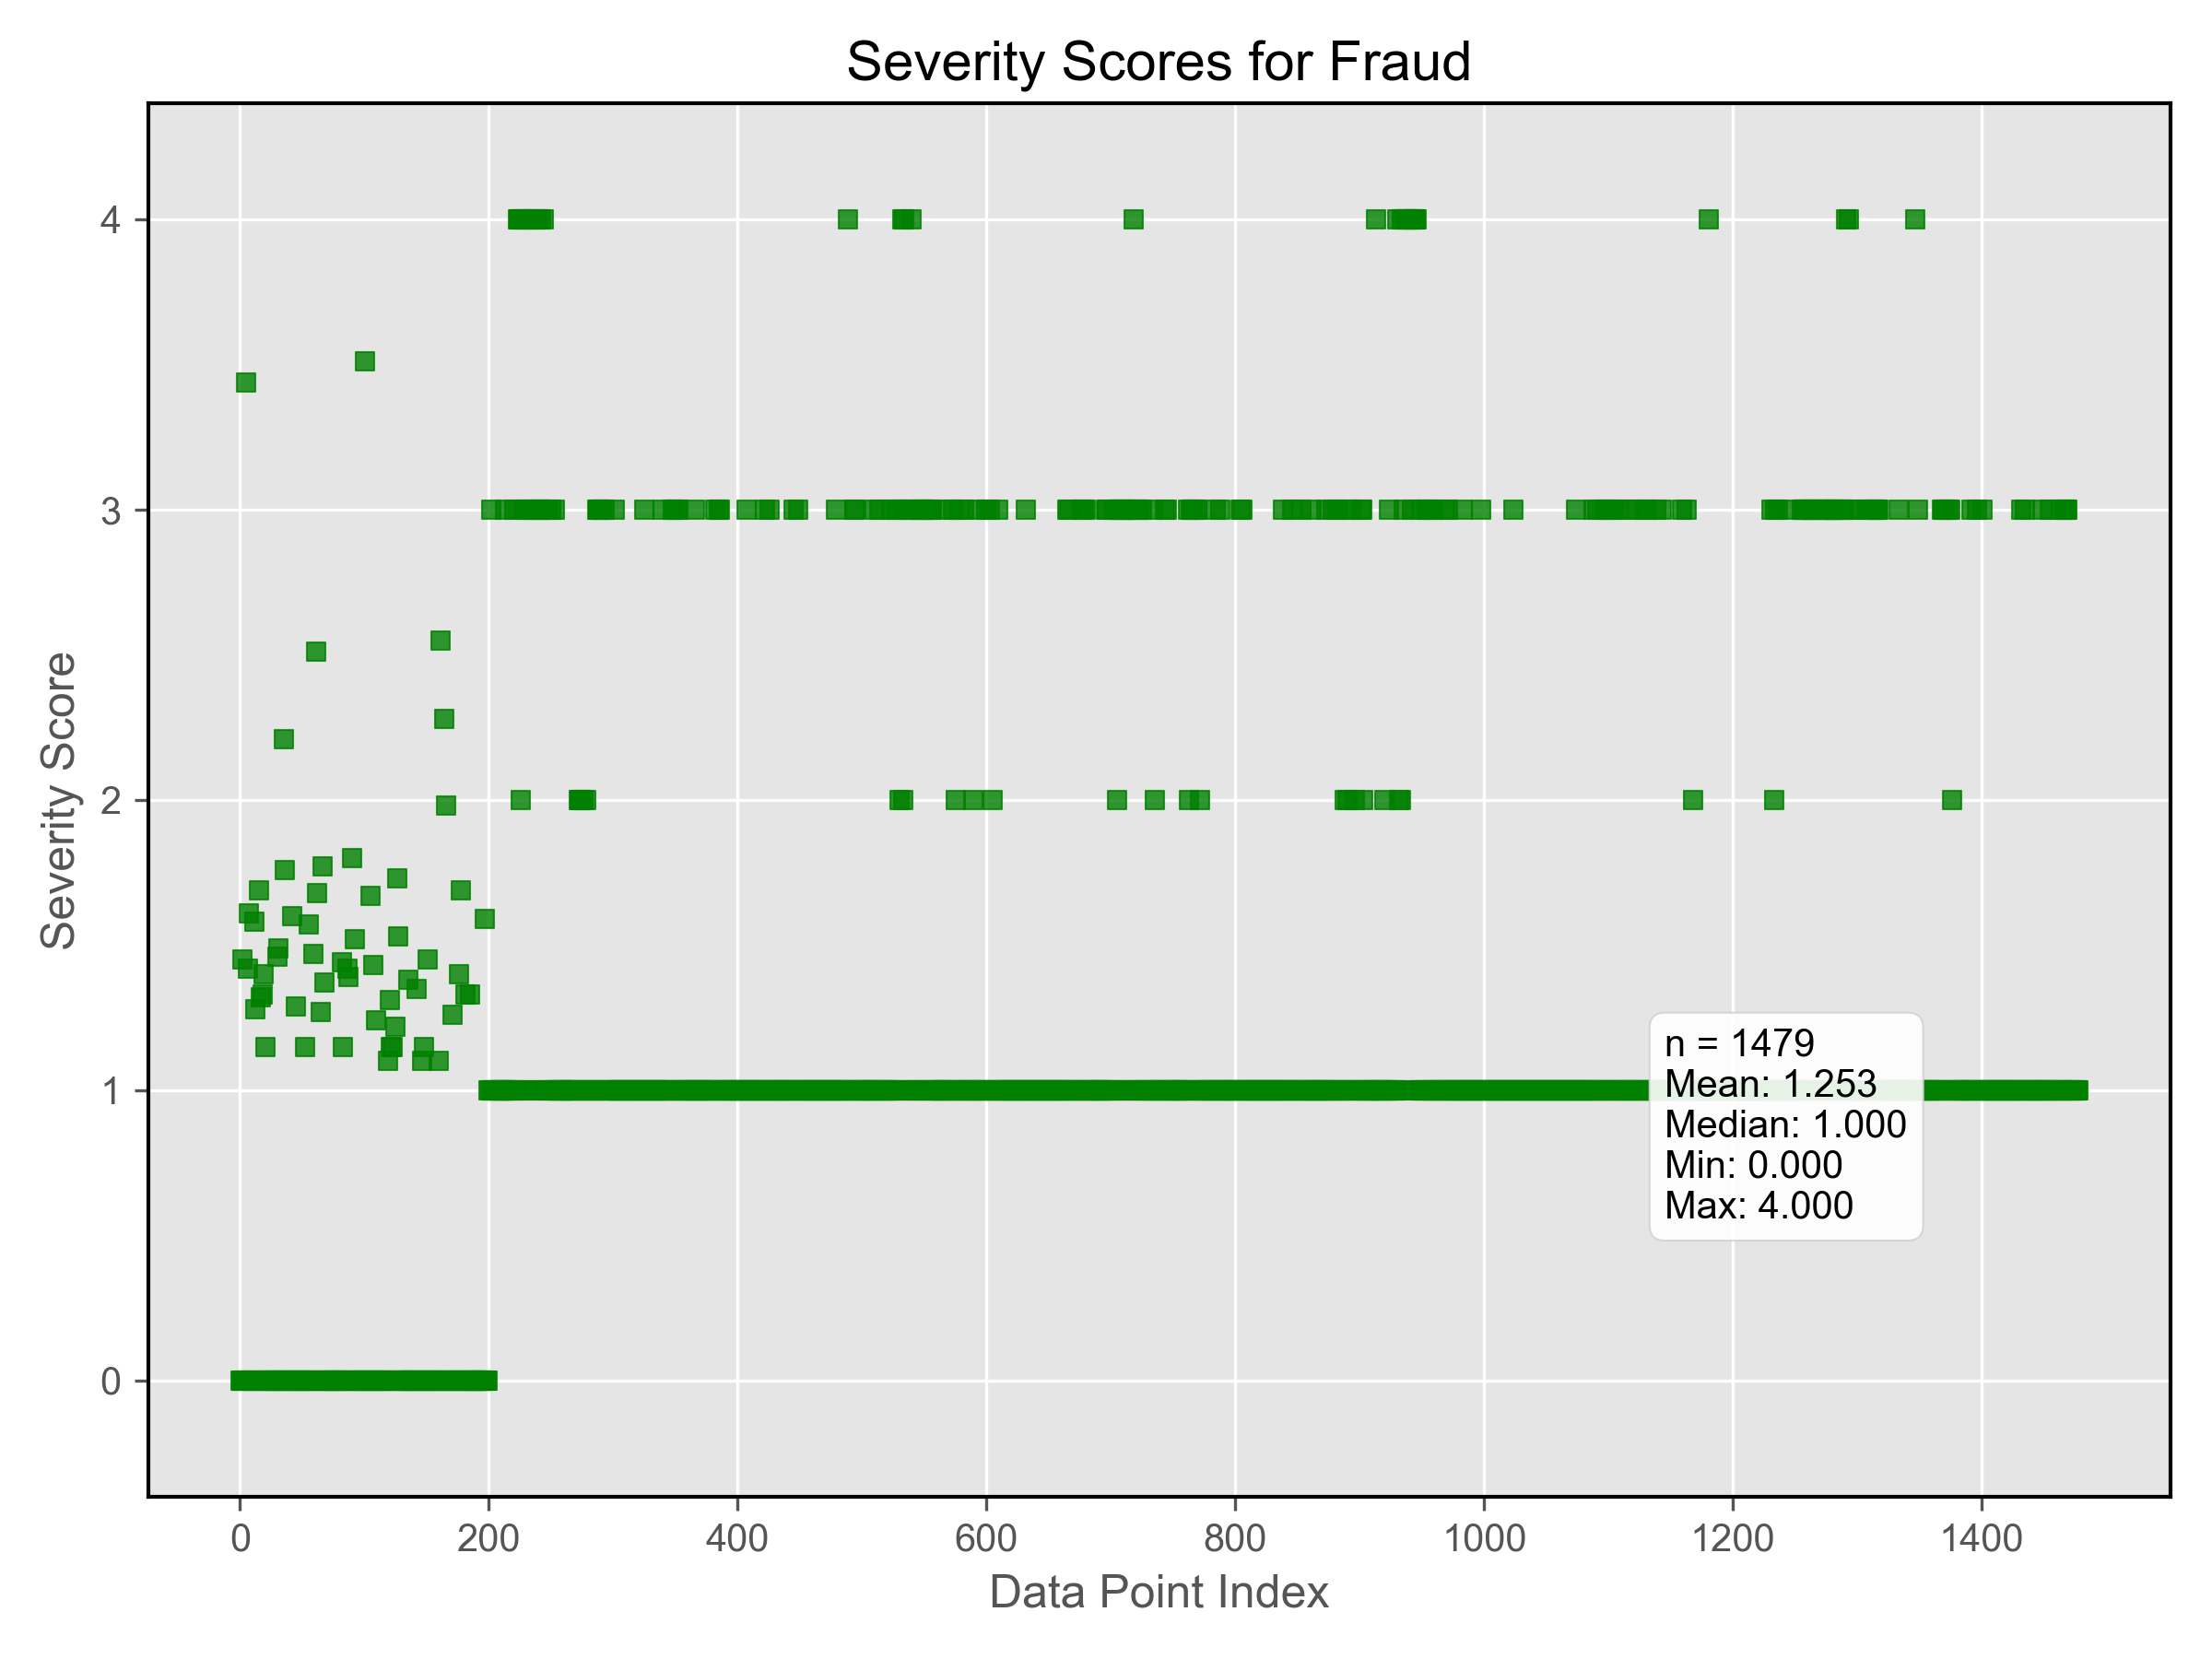 Severity Scores for Fraud
Severity Score
4
3
2
1
0
n = 1479
Mean: 1.253
Median: 1.000
Min: 0.000
Max: 4.000
0 200 400 600 800 1000 1200 1400
Data Point Index